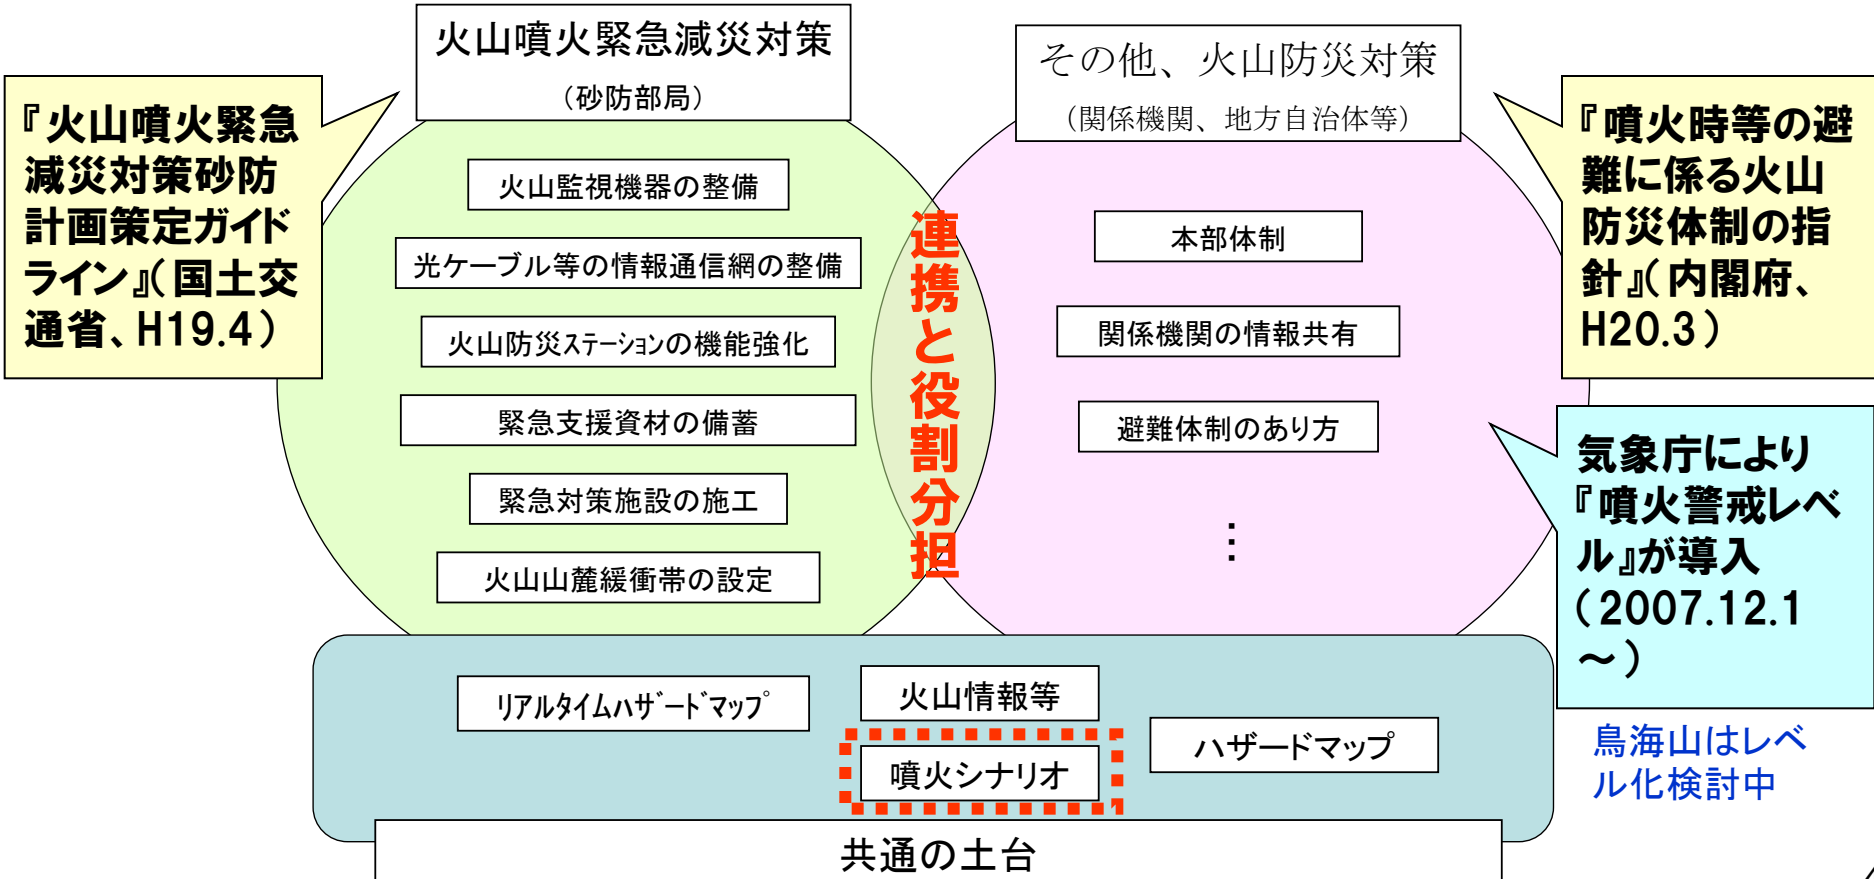 火山噴火緊急減災対策
（砂防部局）
その他、火山防災対策
（関係機関、地方自治体等）
『火山噴火緊急
減災対策砂防
計画策定ガイド
ライン』（国土交
通省、H19.4）
『噴火時等の避
難に係る火山
防災体制の指
針』（内閣府、
H20.3）
火山監視機器の整備
光ケーブル等の情報通信網の整備
火山防災ｽﾃｰｼｮﾝの機能強化
緊急支援資材の備蓄
緊急対策施設の施工
火山山麓緩衝帯の設定
連携と役割分担
本部体制
関係機関の情報共有
避難体制のあり方
…
気象庁により
『噴火警戒レベ
ル』が導入
（2007.12.1
～）
鳥海山はレベ
ル化検討中
ﾘｱﾙﾀｲﾑﾊｻﾞｰﾄﾞﾏｯﾌﾟ
火山情報等
噴火シナリオ
ハザードマップ
共通の土台